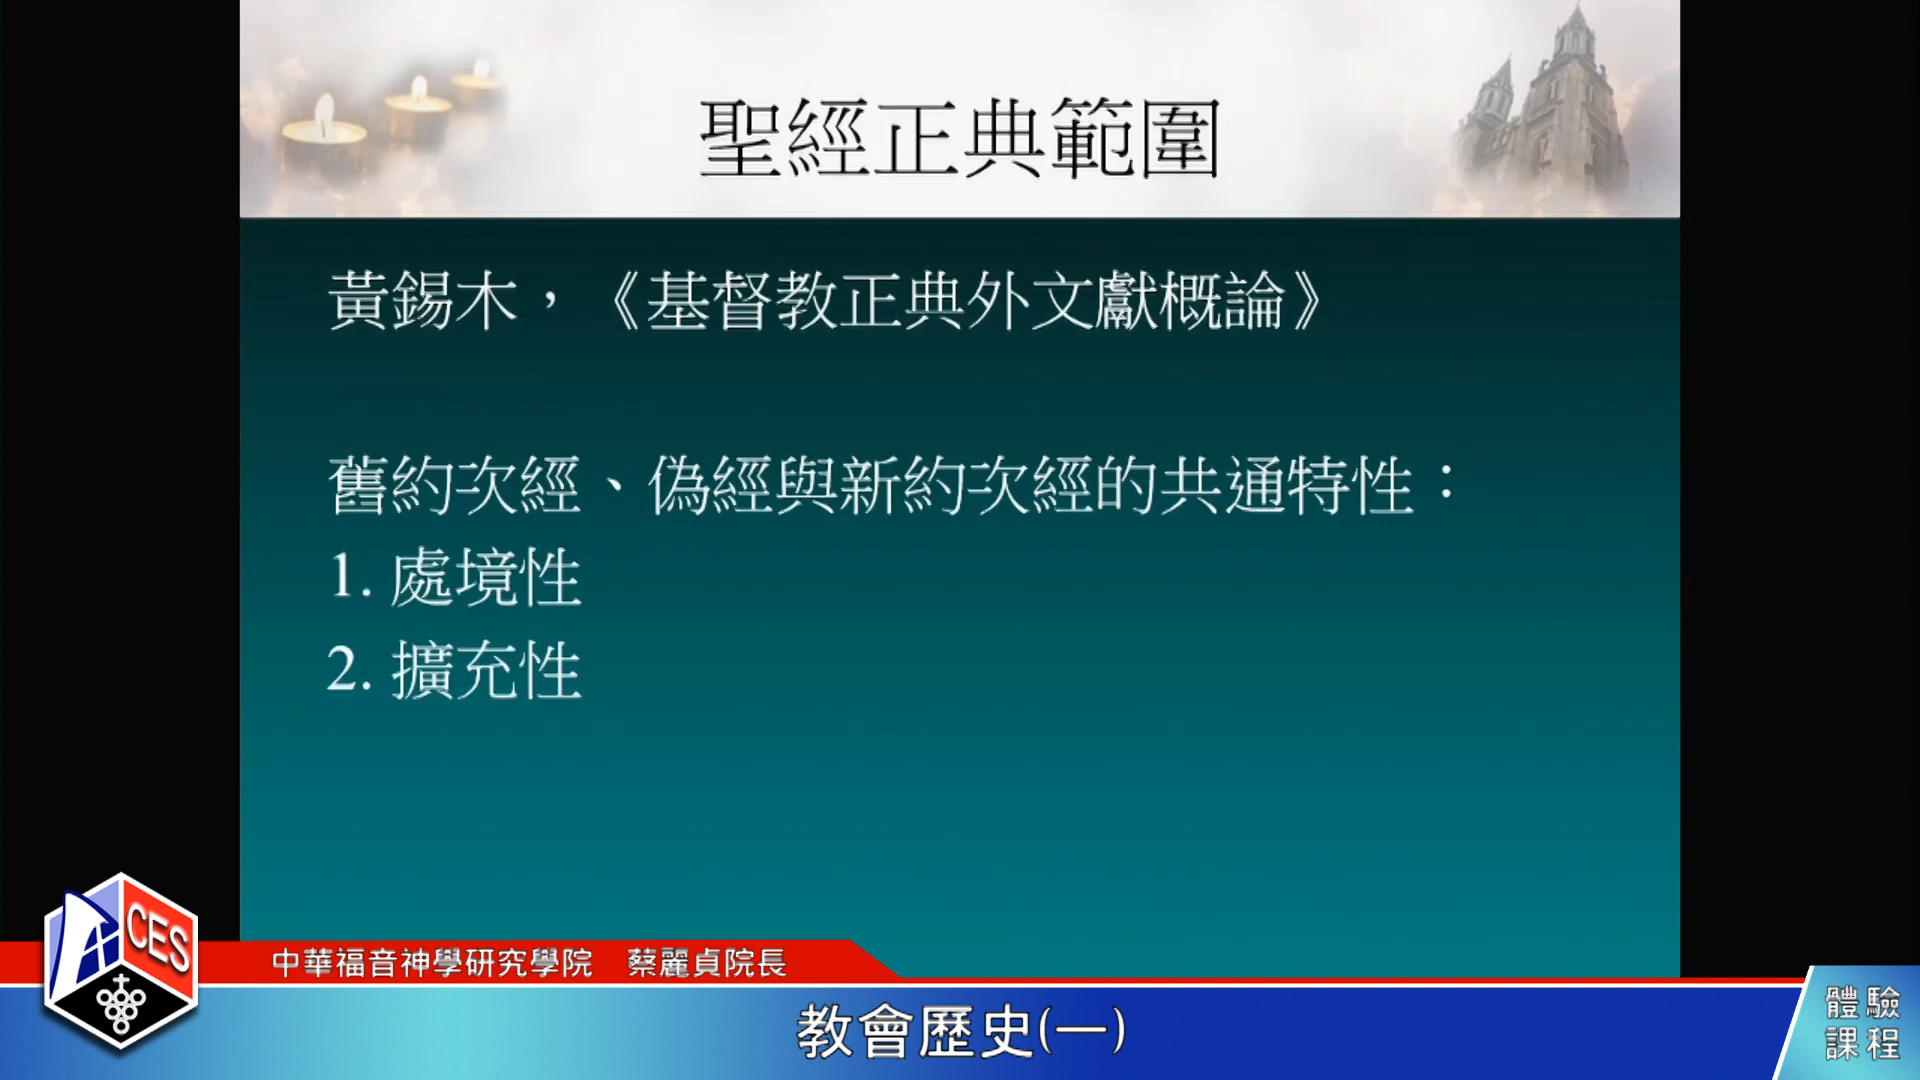 聖經正典範圍
黃錫木，《基督教正典外文獻概論》
舊約次經、偽經與新約次經的共通特性：
1. 處境性
2. 擴充性
CES
中華福音神學研究學院　蔡麗貞院長
教會歷史(一)
體驗
課程